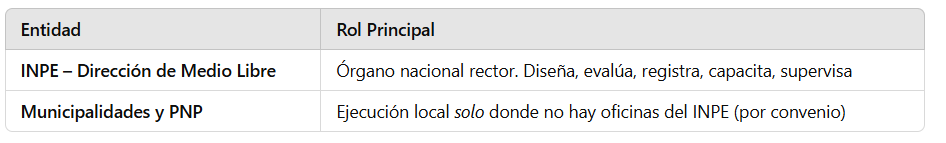 Entidad Rol Principal
INPE – Dirección de Medio Libre Órgano nacional rector. Diseña, evalúa, registra, capacita, supervisa
Municipalidades y PNP Ejecución local solo donde no hay oficinas del INPE (por convenio)